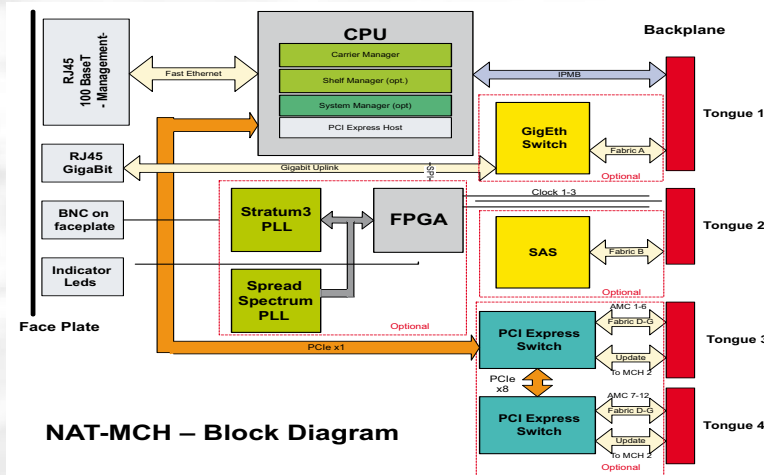 CPU
Backplane
Carrier Manager
Shelf Manager (opt.)
System Manager (opt)
PCI Express Host
RJ45
100 BaseT
- Management-
Fast Ethernet
IPMB
Tongue 1
GigEth
Switch
Fabric A
Optional
RJ45
GigaBit
Gigabit Uplink
-SPI-
Clock 1-3
BNC on
faceplate
Stratum3
PLL
FPGA
Tongue 2
SAS
Fabric B
Optional
Indicator
Leds
Spread
Spectrum
PLL
Optional
Face Plate
PCIe x1
AMC 1-6
Fabric D-G
PCI Express
Switch
Update
To MCH 2
Tongue 3
PCIe
x8
AMC 7-12
Fabric D-G
PCI Express
Switch
Update
To MCH 2
Tongue 4
Optional
NAT-MCH – Block Diagram